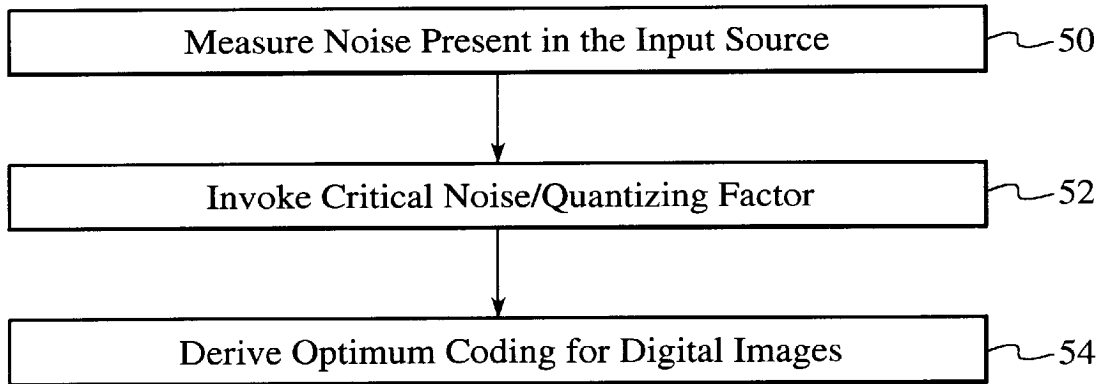 Measure Noise Present in the Input Source 50
Invoke Critical Noise/Quantizing Factor 52
Derive Optimum Coding for Digital Images 54